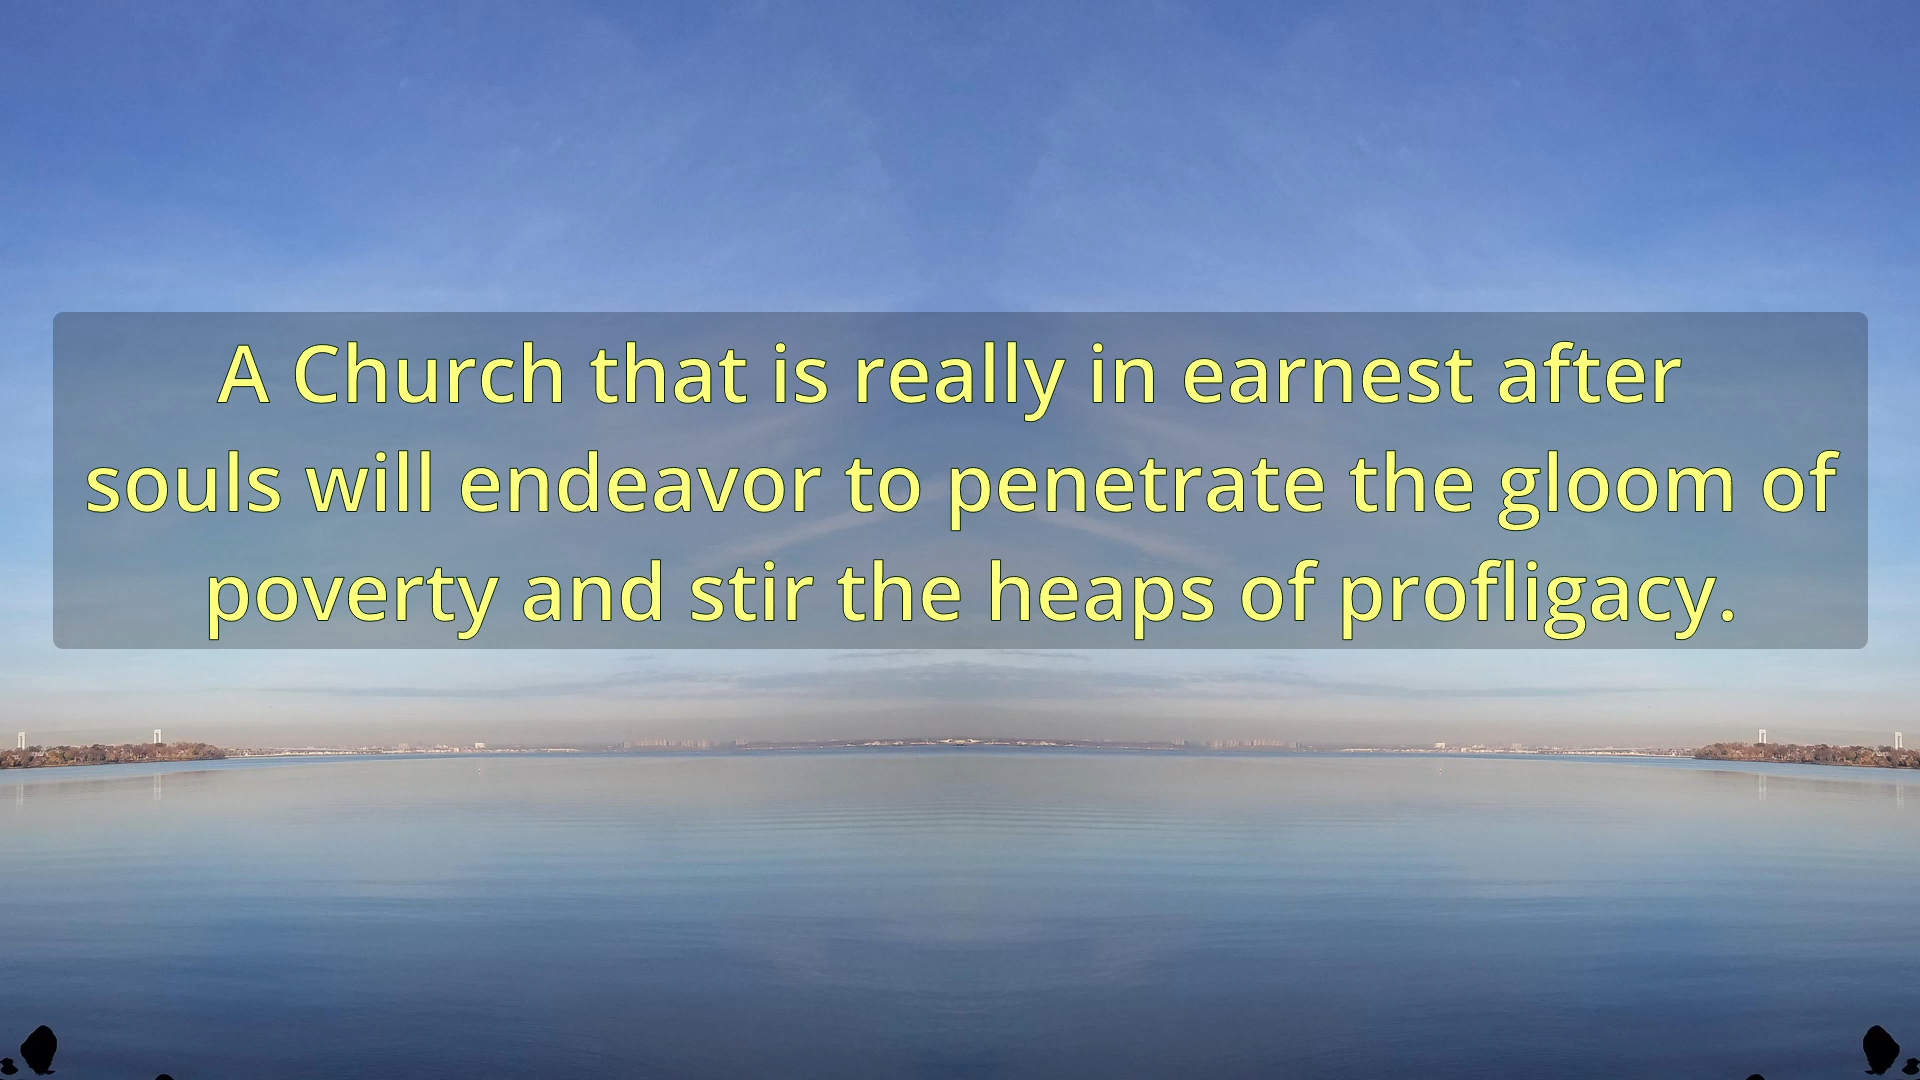 A Church that is really in earnest after
souls will endeavor to penetrate the gloom of
poverty and stir the heaps of profligacy.